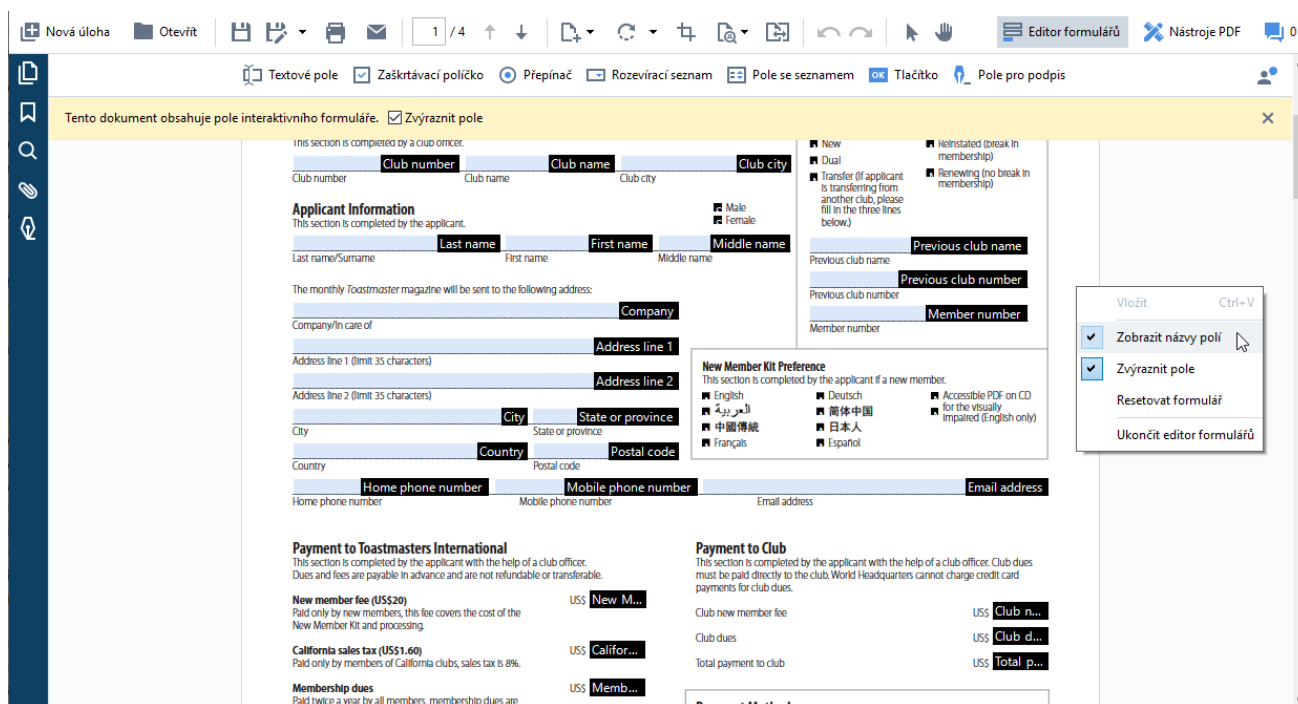 Nová úloha Otevřít 1 / 4 Editor formulářů Nástroje PDF 0
Textové pole Zaškrtávací políčko Přepínač Rozevírací seznam Pole se seznamem OK Tlačítko Pole pro podpis
Tento dokument obsahuje pole interaktivního formuláře. Zvýraznit pole
This section is completed by a club officer.
Club number Club name Club city
Club number Club name Club city
Applicant Information
This section is completed by the applicant.
Male
Female
Last name First name Middle name
Last name/Surname First name Middle name
The monthly Toastmaster magazine will be sent to the following address:
Company
Company/In care of
Address line 1
Address line 1 (limit 35 characters)
Address line 2
Address line 2 (limit 35 characters)
City State or province
City State or province
Country Postal code
Country Postal code
Home phone number Mobile phone number Email address
Home phone number Mobile phone number Email address
New
Dual
Transfer (If applicant
is transferring from
another club, please
fill in the three lines
below.)
Reinstated (break in
membership)
Renewing (no break in
membership)
Previous club name
Previous club name
Previous club number
Previous club number
Member number
Member number
New Member Kit Preference
This section is completed by the applicant if a new member.
English
العربية
中國傳統
Français
Deutsch
简体中国
日本人
Español
Accessible PDF on CD
for the visually
impaired (English only)
Vložit Ctrl+V
Zobrazit názvy polí
Zvýraznit pole
Resetovat formulář
Ukončit editor formulářů
Payment to Toastmasters International
This section is completed by the applicant with the help of a club officer.
Dues and fees are payable in advance and are not refundable or transferable.
New member fee (US$20) US$ New M...
Paid only by new members, this fee covers the cost of the
New Member Kit and processing.
California sales tax (US$1.60) US$ Califor...
Paid only by members of California clubs, sales tax is 8%.
Membership dues US$ Memb...
Paid twice a year by all members, membership dues are
Payment to Club
This section is completed by the applicant with the help of a club officer. Club dues
must be paid directly to the club. World Headquarters cannot charge credit card
payments for club dues.
Club new member fee US$ Club n...
Club dues US$ Club d...
Total payment to club US$ Total p...